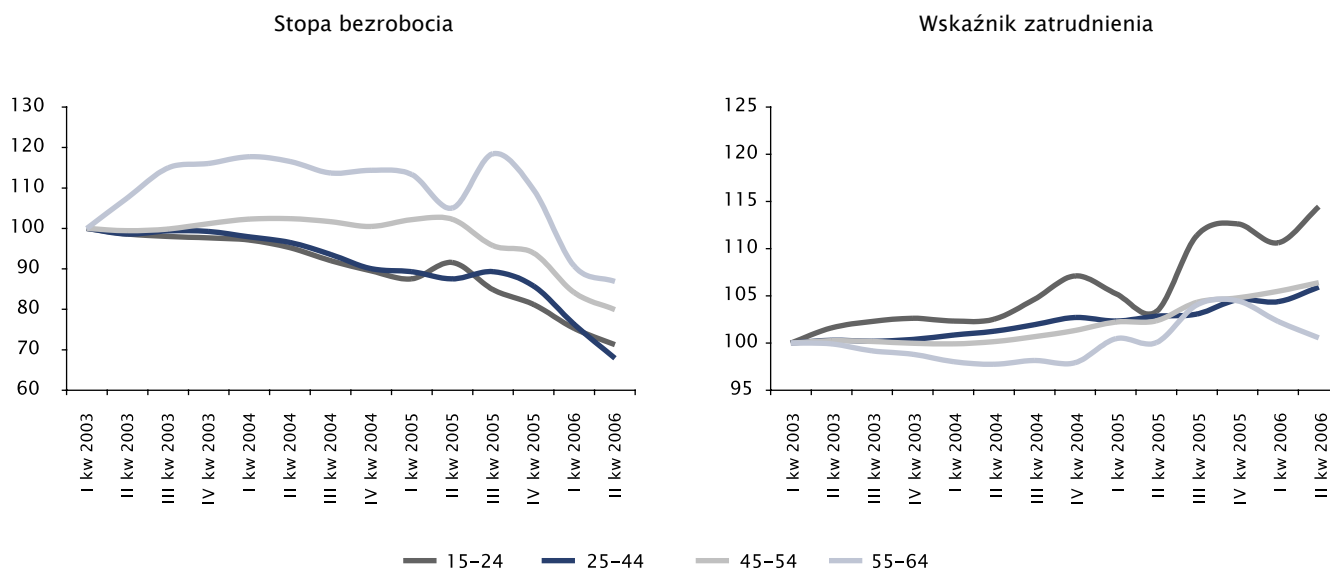 Stopa bezrobocia
130
120
110
100
90
80
70
60
I kw 2003
II kw 2003
III kw 2003
IV kw 2003
I kw 2004
II kw 2004
III kw 2004
IV kw 2004
I kw 2005
II kw 2005
III kw 2005
IV kw 2005
I kw 2006
II kw 2006
Wskaźnik zatrudnienia
125
120
115
110
105
100
95
I kw 2003
II kw 2003
III kw 2003
IV kw 2003
I kw 2004
II kw 2004
III kw 2004
IV kw 2004
I kw 2005
II kw 2005
III kw 2005
IV kw 2005
I kw 2006
II kw 2006
15–24 25–44 45–54 55–64